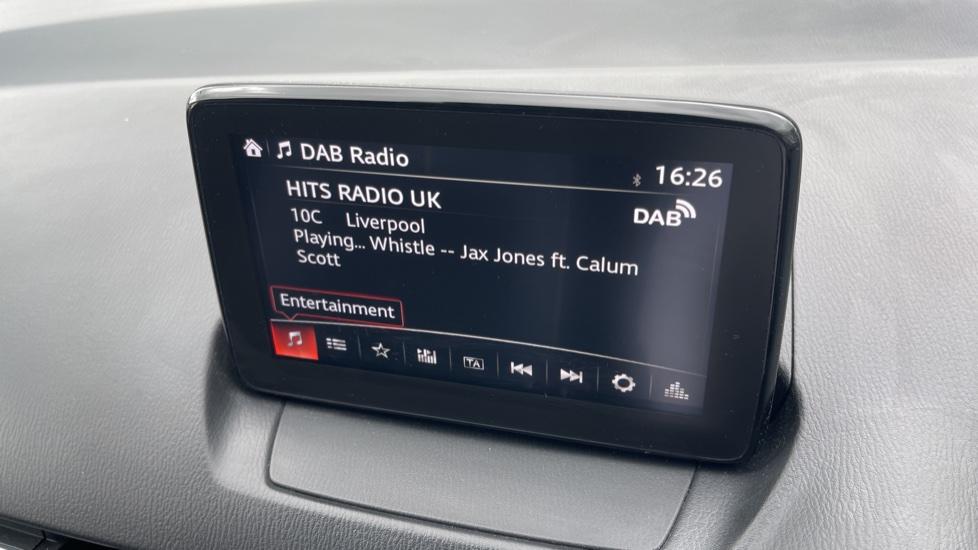 DAB Radio
16:26
HITS RADIO UK
DAB
10C Liverpool
Playing... Whistle -- Jax Jones ft. Calum
Scott
Entertainment
TA